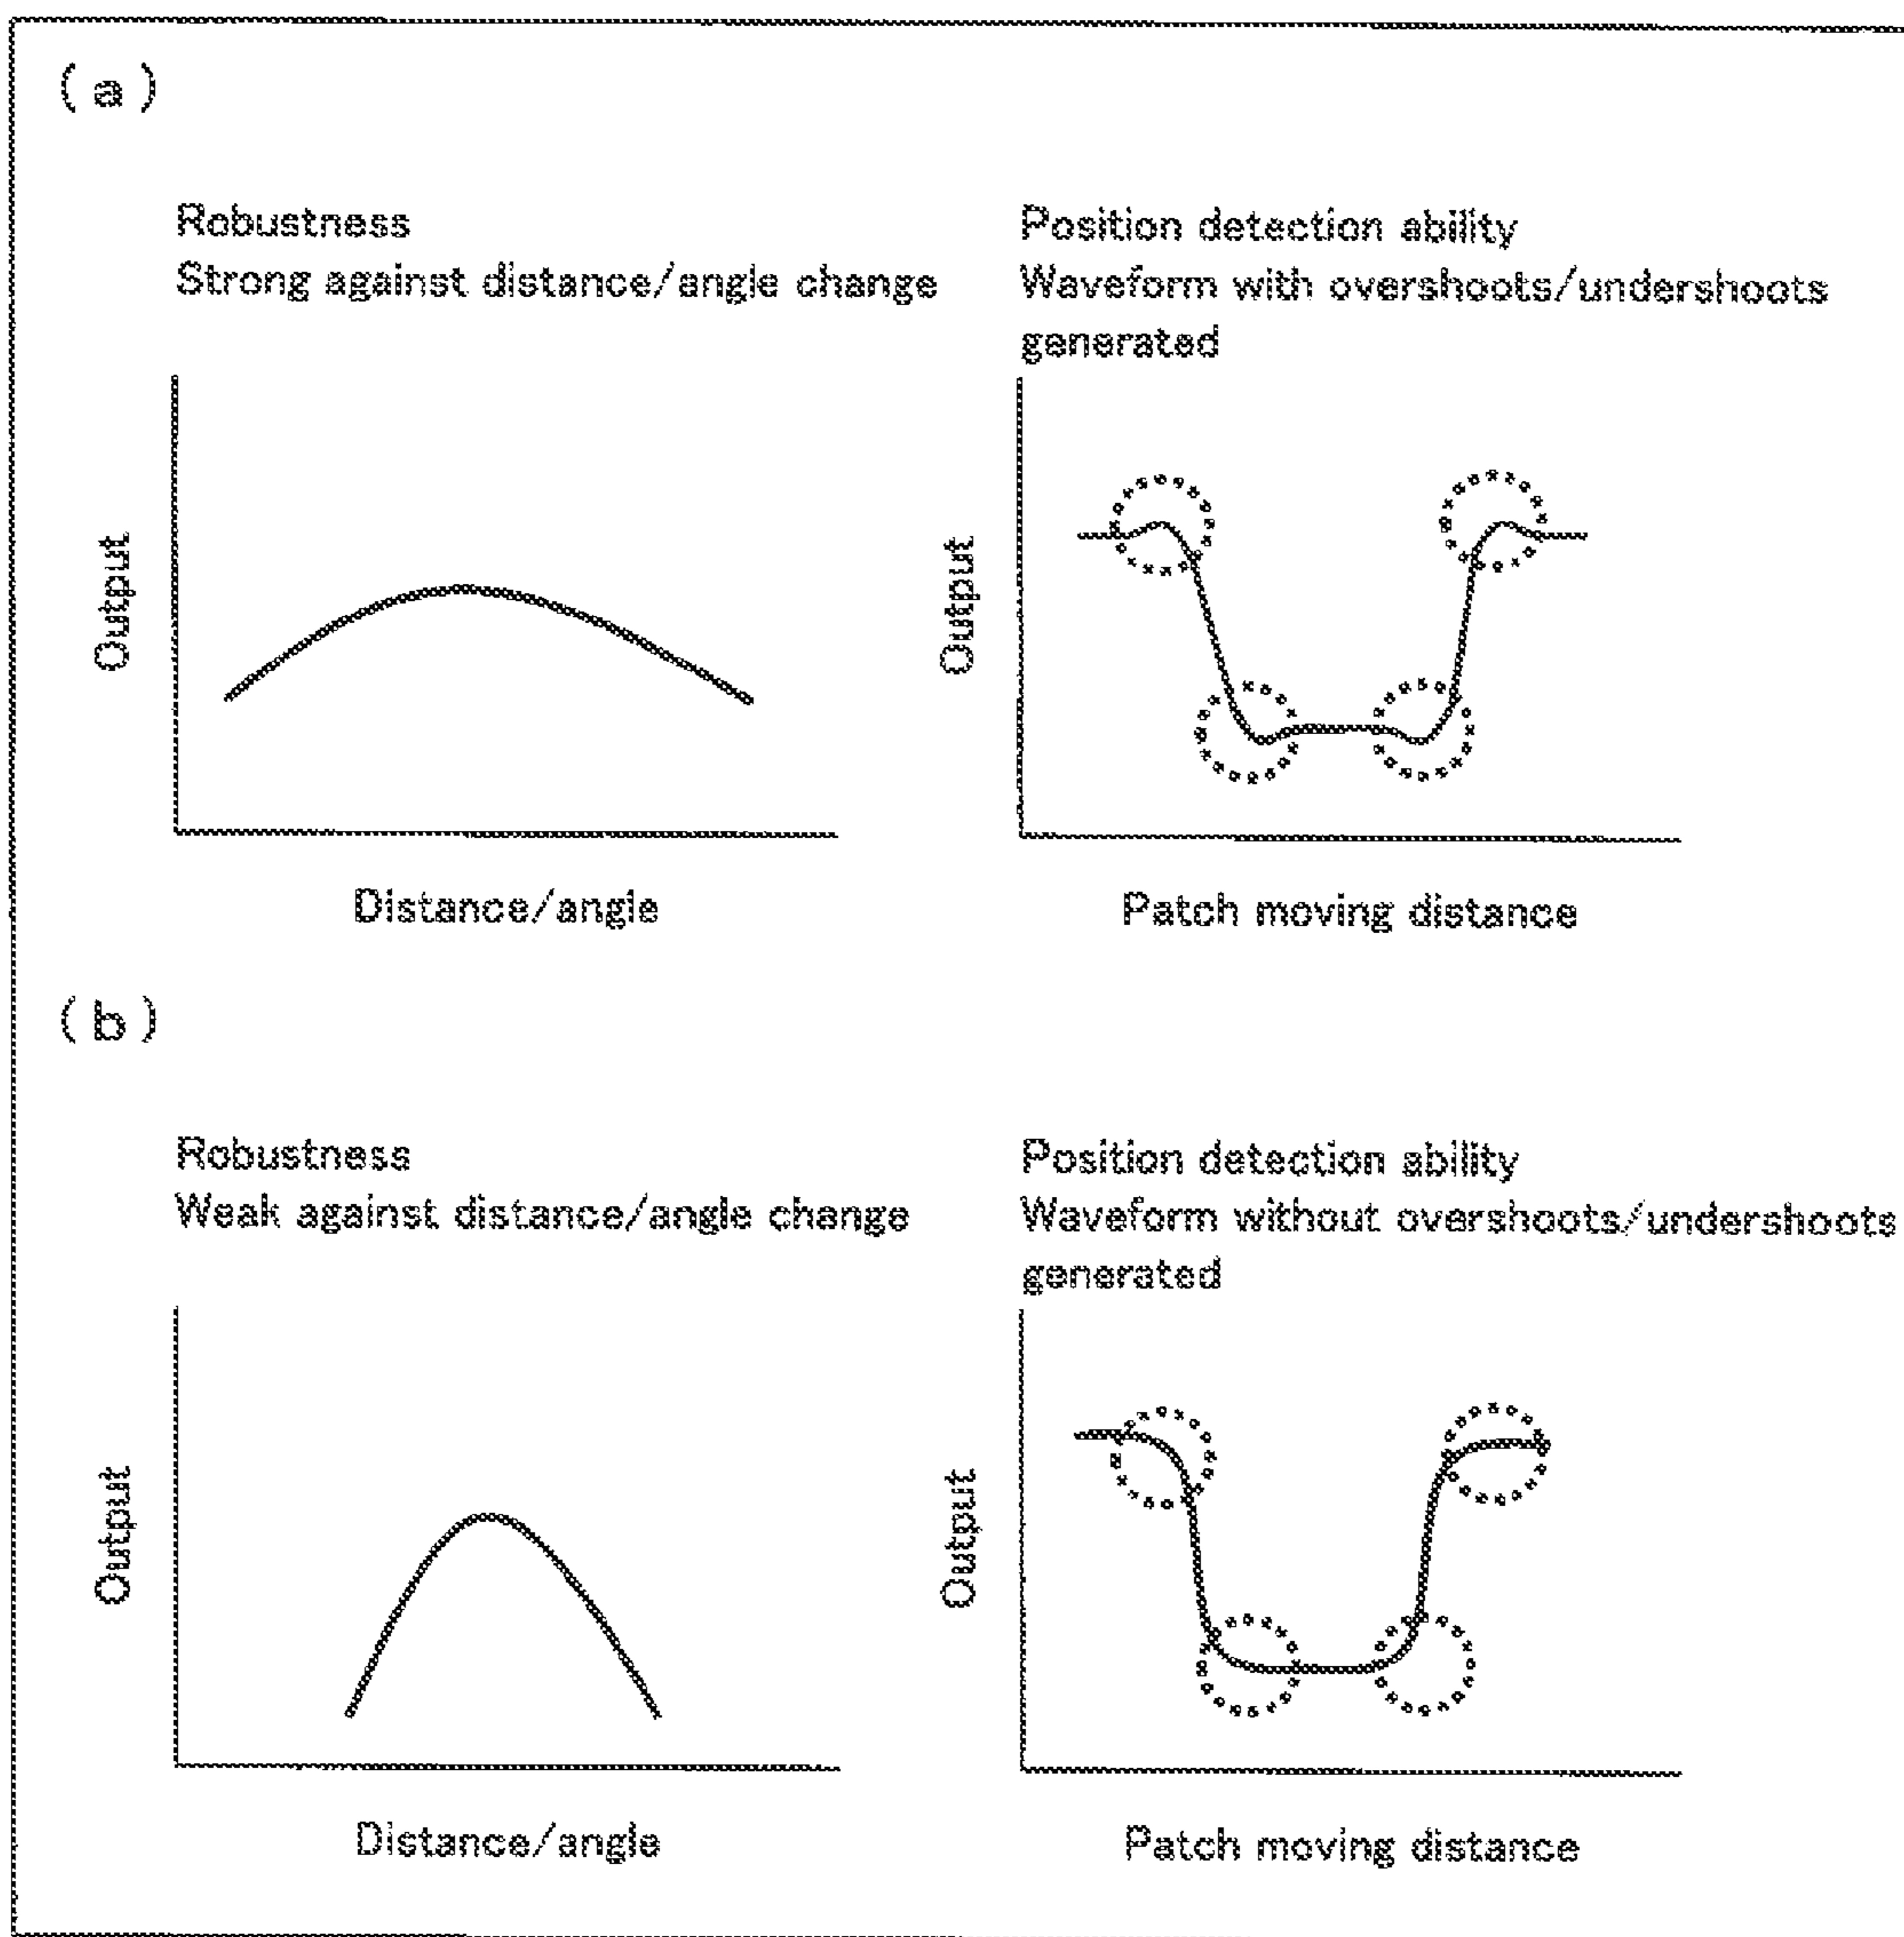 (a)
Robustness
Strong against distance/angle change
Output
Distance/angle
Position detection ability
Waveform with overshoots/undershoots
generated
Output
Patch moving distance
(b)
Robustness
Weak against distance/angle change
Output
Distance/angle
Position detection ability
Waveform without overshoots/undershoots
generated
Output
Patch moving distance